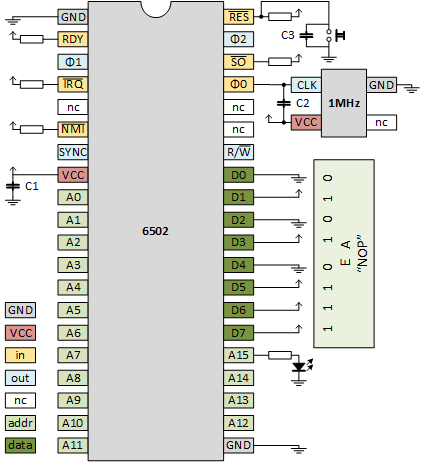 GND
RDY
Φ1
IRQ
nc
NMI
SYNC
VCC
A0
A1
A2
A3
A4
A5
A6
A7
A8
A9
A10
A11
C1
6502
RES
Φ2
SO
Φ0
nc
nc
R/W
D0
D1
D2
D3
D4
D5
D6
D7
A15
A14
A13
A12
GND
C3
C2
CLK
VCC
1MHz
GND
nc
1 1 1 0 1 0 1 0
E A
“NOP”
GND
VCC
in
out
nc
addr
data